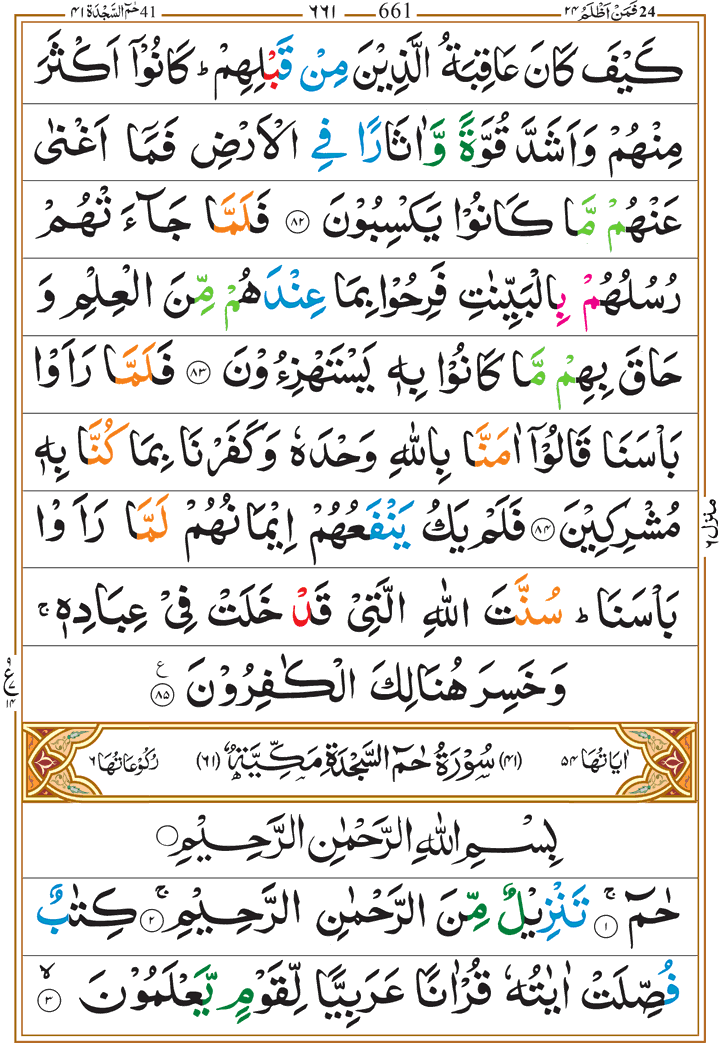 حٰمٓ السَّجْدَة ٤١ 41 ٦٦١ 661 فَمَنْ اَظْلَمُ ٢٤ 24
كَيْفَ كَانَ عَاقِبَةُ الَّذِيْنَ مِنْ قَبْلِهِمْ ؕ كَانُوْۤا اَكْثَرَ
مِنْهُمْ وَاَشَدَّ قُوَّةً وَّاٰثَارًا فِي الْاَرْضِ فَمَاۤ اَغْنٰى
عَنْهُمْ مَّا كَانُوْا يَكْسِبُوْنَ ٨٢ فَلَمَّا جَآءَ تْهُمْ
رُسُلُهُمْ بِالْبَيِّنٰتِ فَرِحُوْا بِمَا عِنْدَهُمْ مِّنَ الْعِلْمِ وَ
حَاقَ بِهِمْ مَّا كَانُوْا بِهٖ يَسْتَهْزِءُوْنَ ٨٣ فَلَمَّا رَاَوْا
بَاْسَنَا قَالُوْۤا اٰمَنَّا بِاللّٰهِ وَحْدَهٗ وَكَفَرْنَا بِمَا كُنَّا بِهٖ
مُشْرِكِيْنَ ٨٤ فَلَمْ يَكُ يَنْفَعُهُمْ اِيْمَانُهُمْ لَمَّا رَاَوْا
بَاْسَنَا ؕ سُنَّتَ اللّٰهِ الَّتِيْ قَدْ خَلَتْ فِيْ عِبَادِهٖ ۚ
وَخَسِرَ هُنَالِكَ الْكٰفِرُوْنَ ٨٥ ع
منزل ٦
ع ٧ ١٤
اٰيَاتُهَا ٥٤ (٤١) سُوْرَةُ حٰمٓ السَّجْدَةِ مَكِّيَّةٌ (٦١) رُكُوْعَاتُهَا ٦
بِسْمِ اللّٰهِ الرَّحْمٰنِ الرَّحِيْمِ
حٰمٓ ۚ ١ تَنْزِيْلٌ مِّنَ الرَّحْمٰنِ الرَّحِيْمِ ۚ ٢ كِتٰبٌ
فُصِّلَتْ اٰيٰتُهٗ قُرْاٰنًا عَرَبِيًّا لِّقَوْمٍ يَّعْلَمُوْنَ ۙ ٣